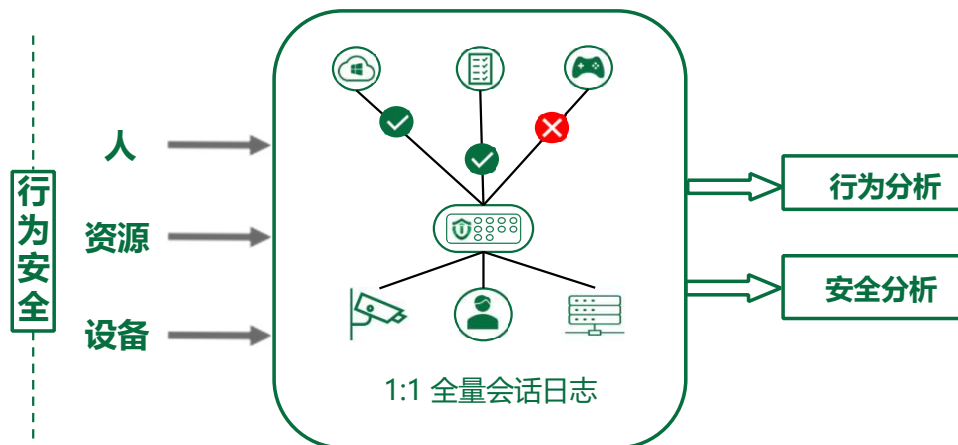 行为安全
人
资源
设备
1:1 全量会话日志
行为分析
安全分析